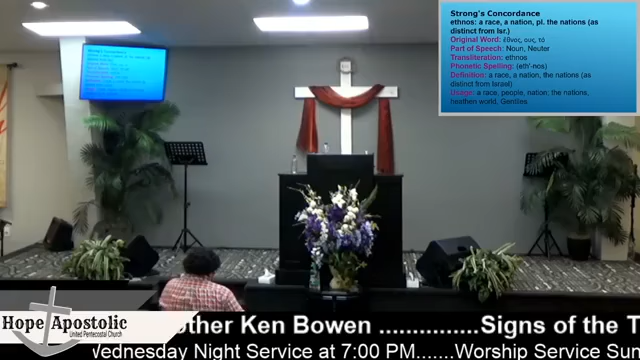 Strong's Concordance
ethnos: a race, a nation, pl. the nations (as
distinct from Isr.)
Original Word: ἔθνος, ους, τό
Part of Speech: Noun, Neuter
Transliteration: ethnos
Phonetic Spelling: (eth'-nos)
Definition: a race, a nation, the nations (as
distinct from Israel)
Usage: a race, people, nation; the nations,
heathen world, Gentiles.
Strong's Concordance
Hope Apostolic
United Pentecostal Church
other Ken Bowen ...............Signs of the T
Wednesday Night Service at 7:00 PM.......Worship Service Sun